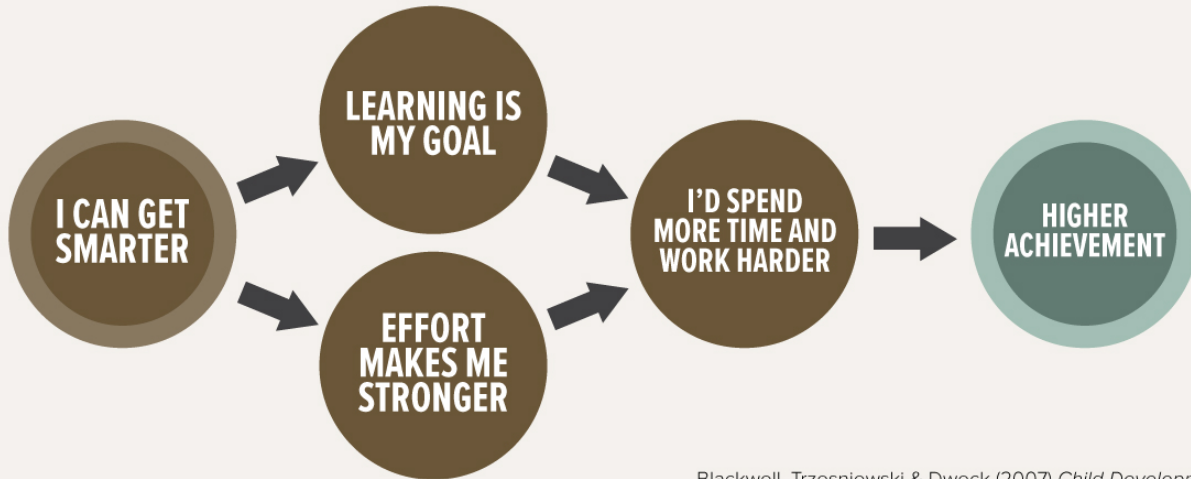 I CAN GET
SMARTER
LEARNING IS
MY GOAL
EFFORT
MAKES ME
STRONGER
I'D SPEND
MORE TIME AND
WORK HARDER
HIGHER
ACHIEVEMENT
Blackwell, Trzesniewski & Dweck (2007) Child